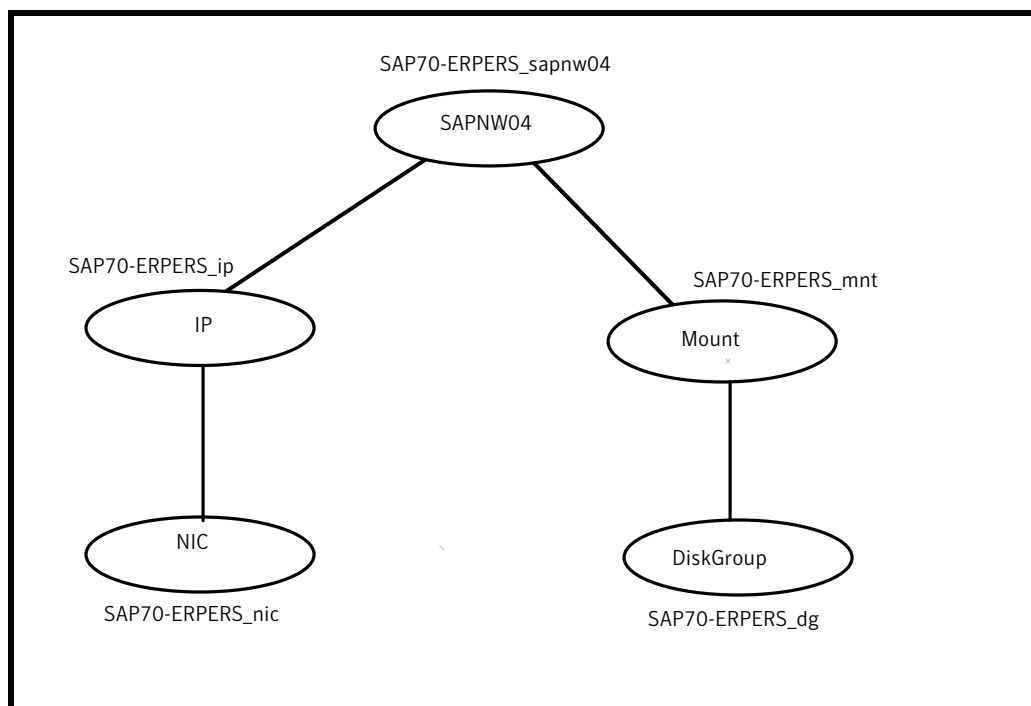 SAP70-ERPERS_sapnw04
SAPNW04
SAP70-ERPERS_ip
IP
SAP70-ERPERS_mnt
Mount
NIC
SAP70-ERPERS_nic
DiskGroup
SAP70-ERPERS_dg